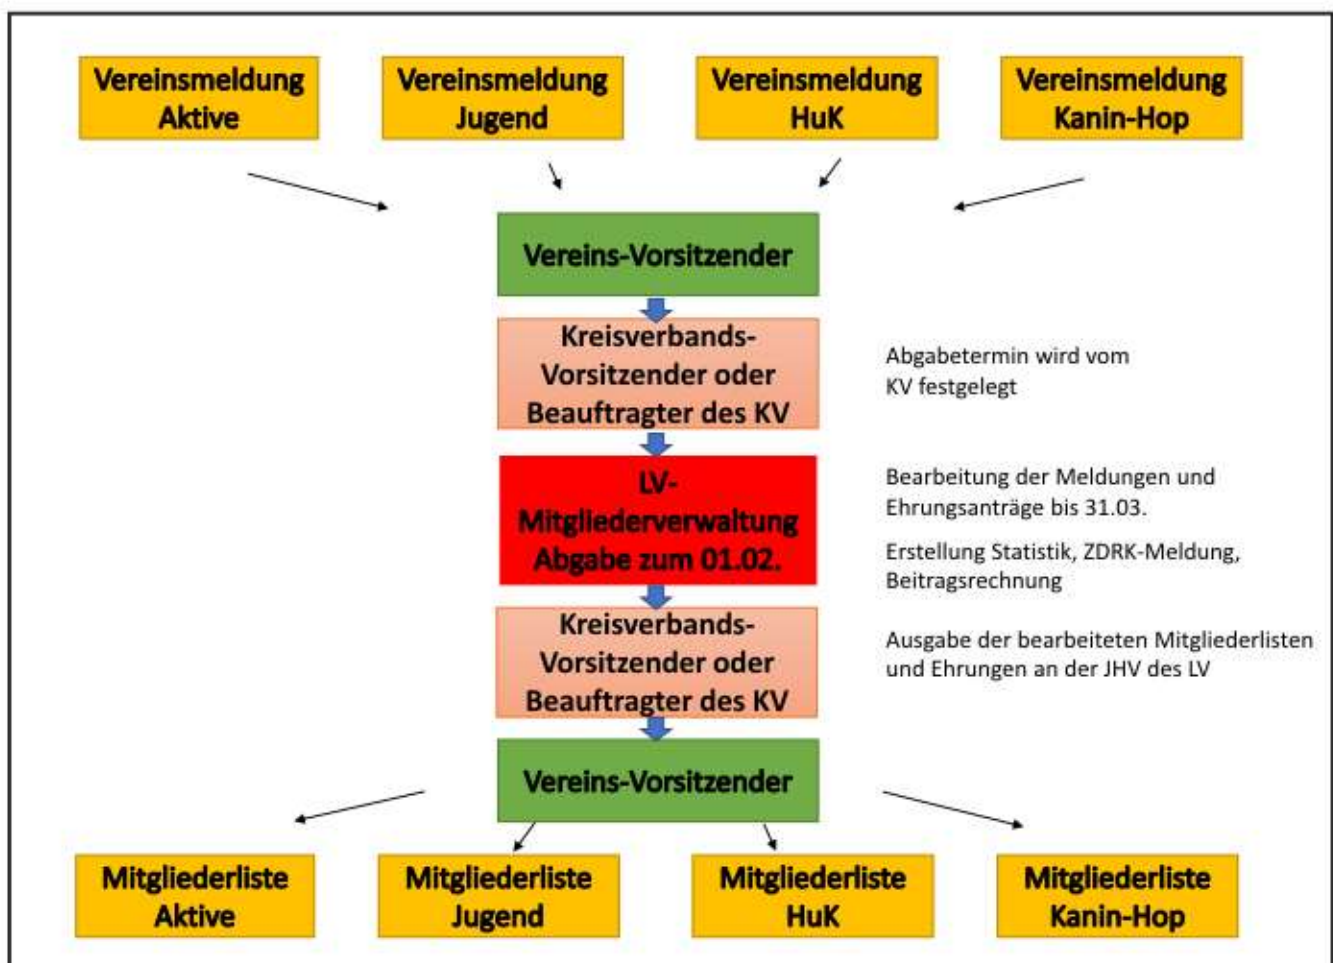 Vereinsmeldung
Aktive
Vereinsmeldung
Jugend
Vereinsmeldung
HuK
Vereinsmeldung
Kanin-Hop
Vereins-Vorsitzender
Kreisverbands-
Vorsitzender oder
Beauftragter des KV
Abgabetermin wird vom
KV festgelegt
LV-
Mitgliederverwaltung
Abgabe zum 01.02.
Bearbeitung der Meldungen und
Ehrungsanträge bis 31.03.
Erstellung Statistik, ZDRK-Meldung,
Beitragsrechnung
Kreisverbands-
Vorsitzender oder
Beauftragter des KV
Ausgabe der bearbeiteten Mitgliederlisten
und Ehrungen an der JHV des LV
Vereins-Vorsitzender
Mitgliederliste
Aktive
Mitgliederliste
Jugend
Mitgliederliste
HuK
Mitgliederliste
Kanin-Hop